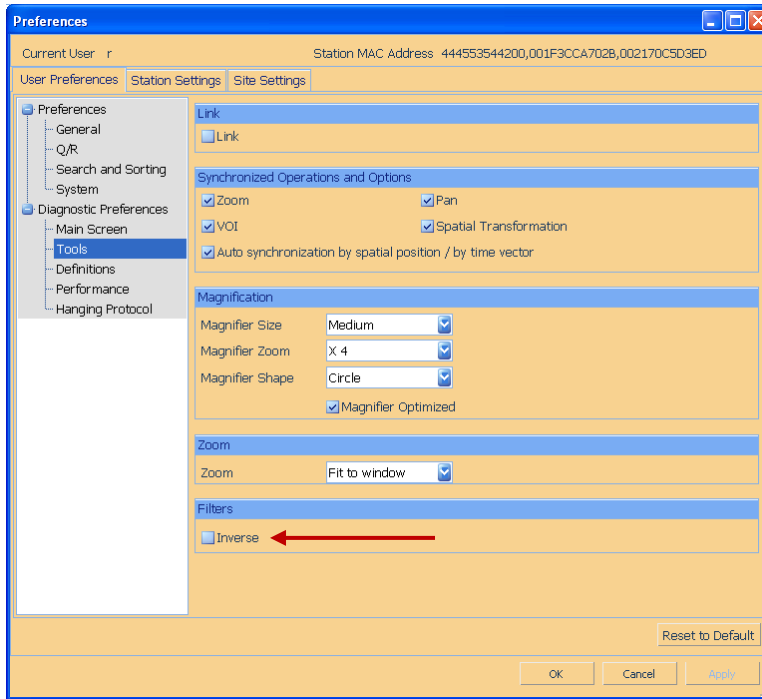 Preferences
Current User r Station MAC Address 444553544200,001F3CCA702B,002170C5D3ED
User Preferences Station Settings Site Settings
Preferences
General
Q/R
Search and Sorting
System
Diagnostic Preferences
Main Screen
Tools
Definitions
Performance
Hanging Protocol
Link
Link
Synchronized Operations and Options
Zoom Pan
VOI Spatial Transformation
Auto synchronization by spatial position / by time vector
Magnification
Magnifier Size Medium
Magnifier Zoom X 4
Magnifier Shape Circle
Magnifier Optimized
Zoom
Zoom Fit to window
Filters
Inverse
Reset to Default
OK Cancel Apply